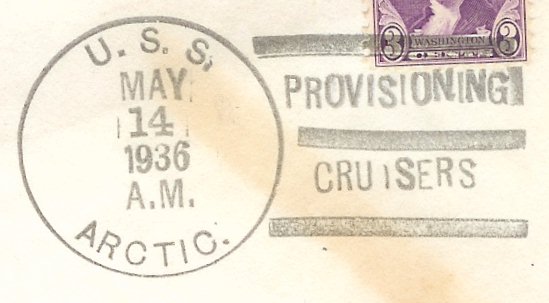 U. S. S.
MAY
14
1936
A.M.
ARCTIC.
3 WASHINGTON 3
PROVISIONING
CRUISERS